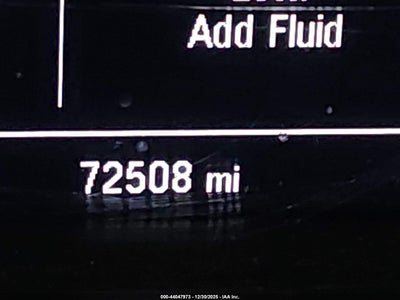 Add Fluid
72508 mi
000-44047973 - 12/30/2025 - IAA Inc.